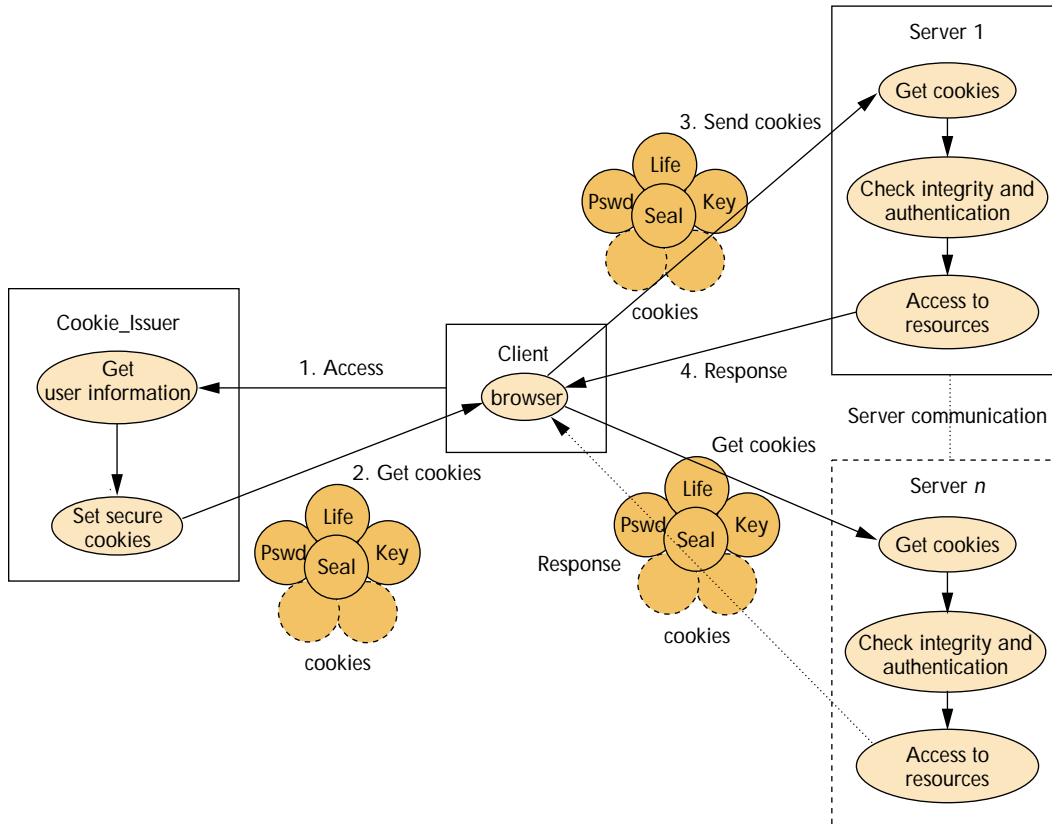 Server 1
Get cookies
3. Send cookies
Life
Pswd
Seal
Key
Check integrity and
authentication
cookies
Access to
resources
Cookie_Issuer
Get
user information
1. Access
Client
browser
4. Response
Server communication
2. Get cookies
Set secure
cookies
Life
Pswd
Seal
Key
cookies
Get cookies
Life
Pswd
Seal
Key
Response
cookies
Server n
Get cookies
Check integrity and
authentication
Access to
resources